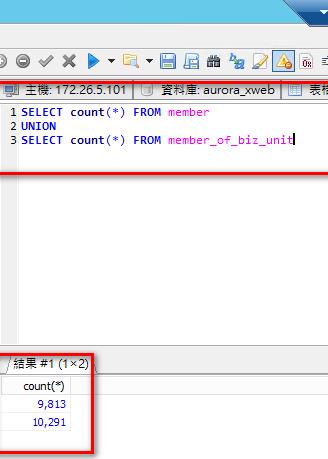 主機: 172.26.5.101 資料庫: aurora_xweb 表格
1 SELECT count(*) FROM member
2 UNION
3 SELECT count(*) FROM member_of_biz_unit
結果 #1 (1×2)
count(*)
9,813
10,291